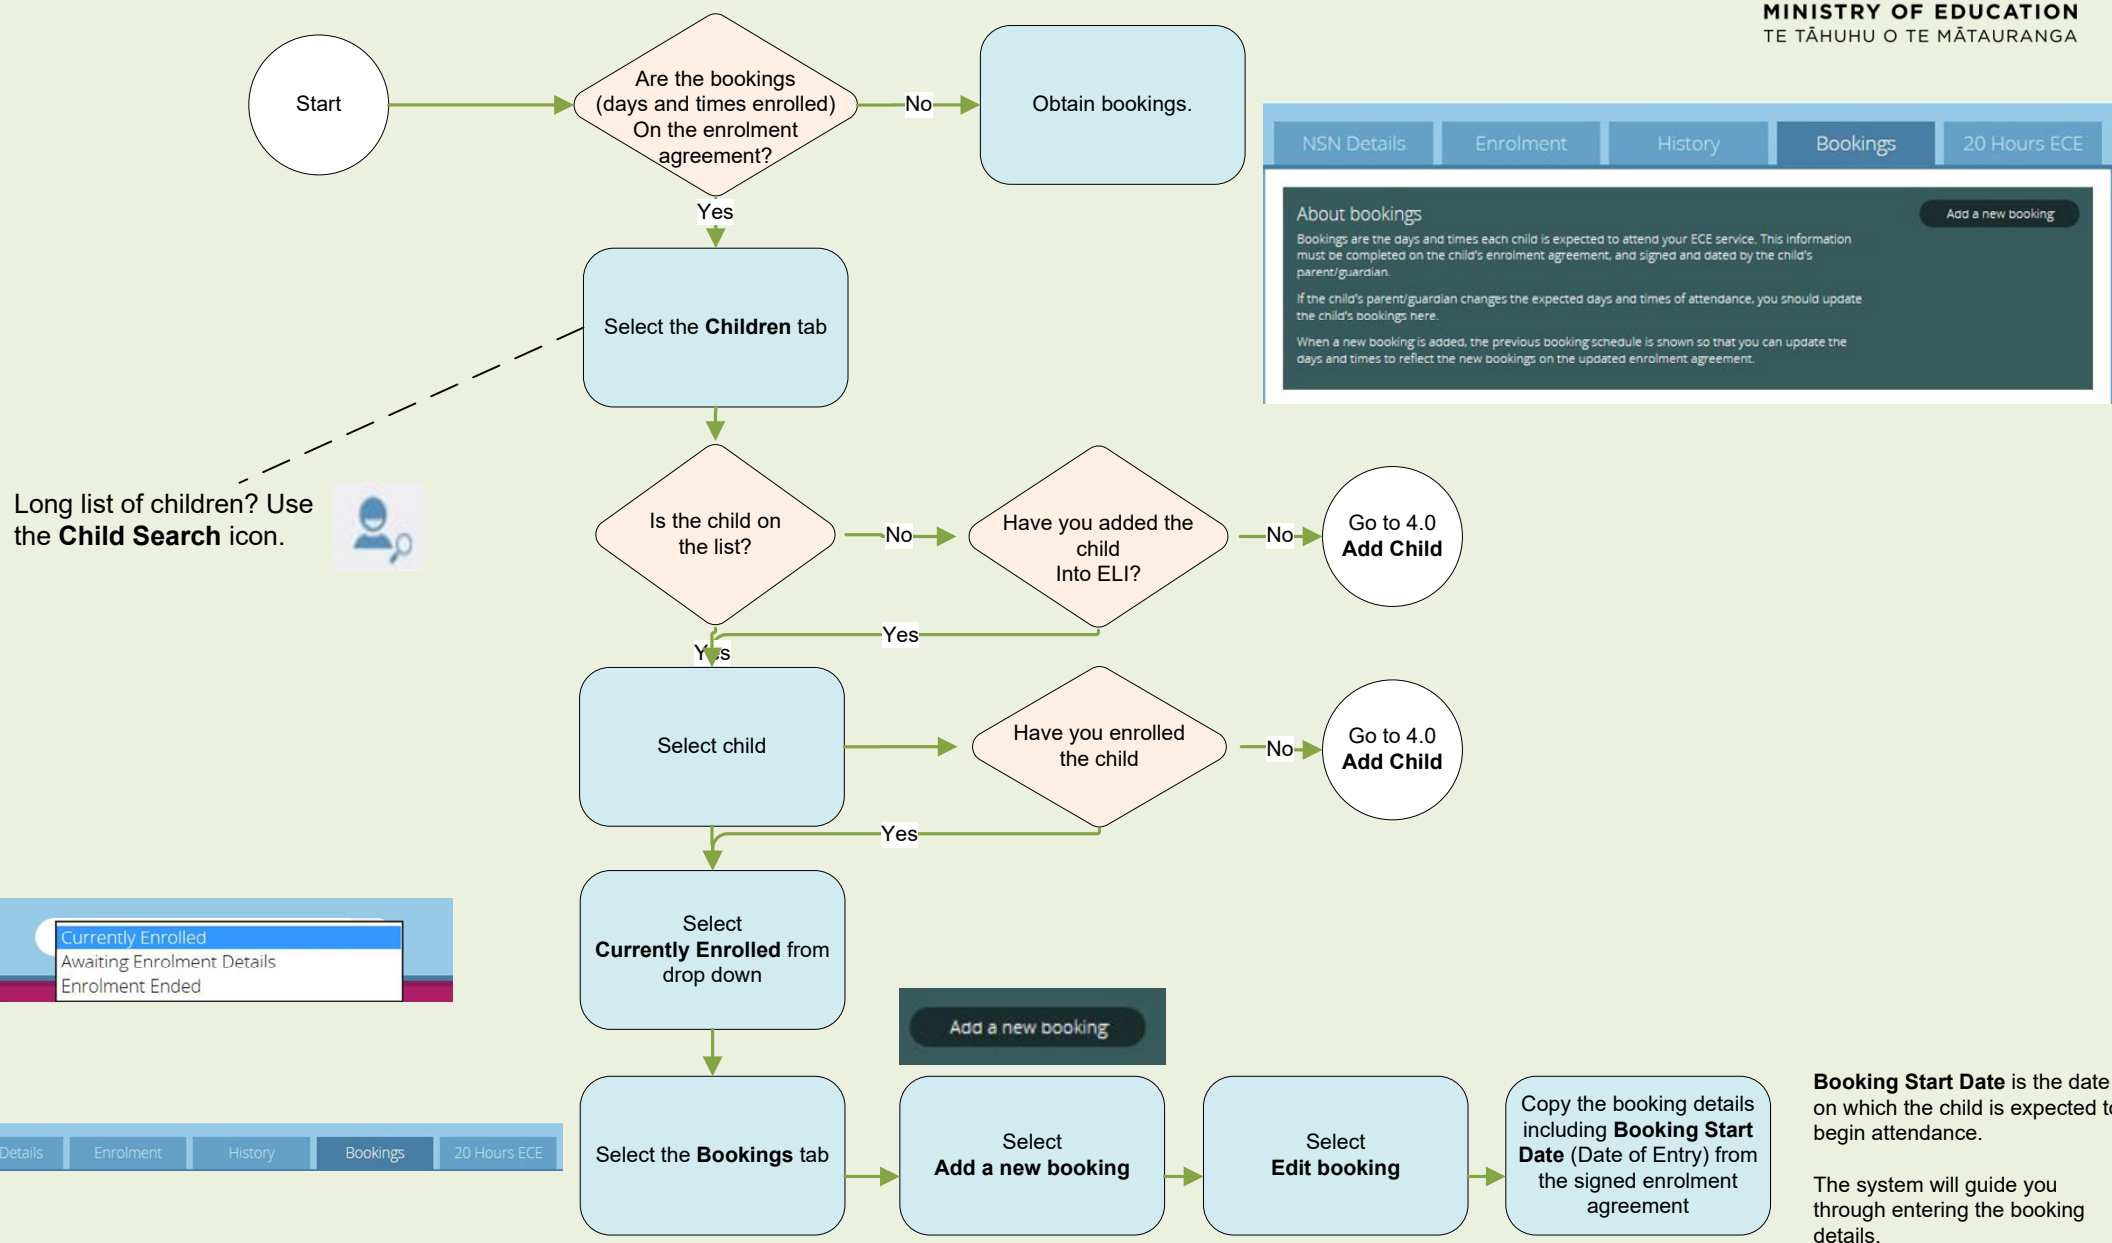 MINISTRY OF EDUCATION
TE TĀHUHU O TE MĀTAURANGA
Start
Are the bookings
(days and times enrolled)
On the enrolment
agreement?
No
Obtain bookings.
Yes
NSN Details
Enrolment
History
Bookings
20 Hours ECE
About bookings
Add a new booking
Bookings are the days and times each child is expected to attend your ECE service. This information
must be completed on the child's enrolment agreement, and signed and dated by the child's
parent/guardian.
If the child's parent/guardian changes the expected days and times of attendance, you should update
the child's bookings here.
When a new booking is added, the previous booking schedule is shown so that you can update the
days and times to reflect the new bookings on the updated enrolment agreement.
Select the Children tab
Long list of children? Use
the Child Search icon.
Is the child on
the list?
No
Have you added the
child
Into ELI?
No
Go to 4.0
Add Child
Yes
Yes
Select child
Have you enrolled
the child
No
Go to 4.0
Add Child
Yes
Currently Enrolled
Awaiting Enrolment Details
Enrolment Ended
Select
Currently Enrolled from
drop down
Add a new booking
Details
Enrolment
History
Bookings
20 Hours ECE
Select the Bookings tab
Select
Add a new booking
Select
Edit booking
Copy the booking details
including Booking Start
Date (Date of Entry) from
the signed enrolment
agreement
Booking Start Date is the date
on which the child is expected to
begin attendance.
The system will guide you
through entering the booking
details.